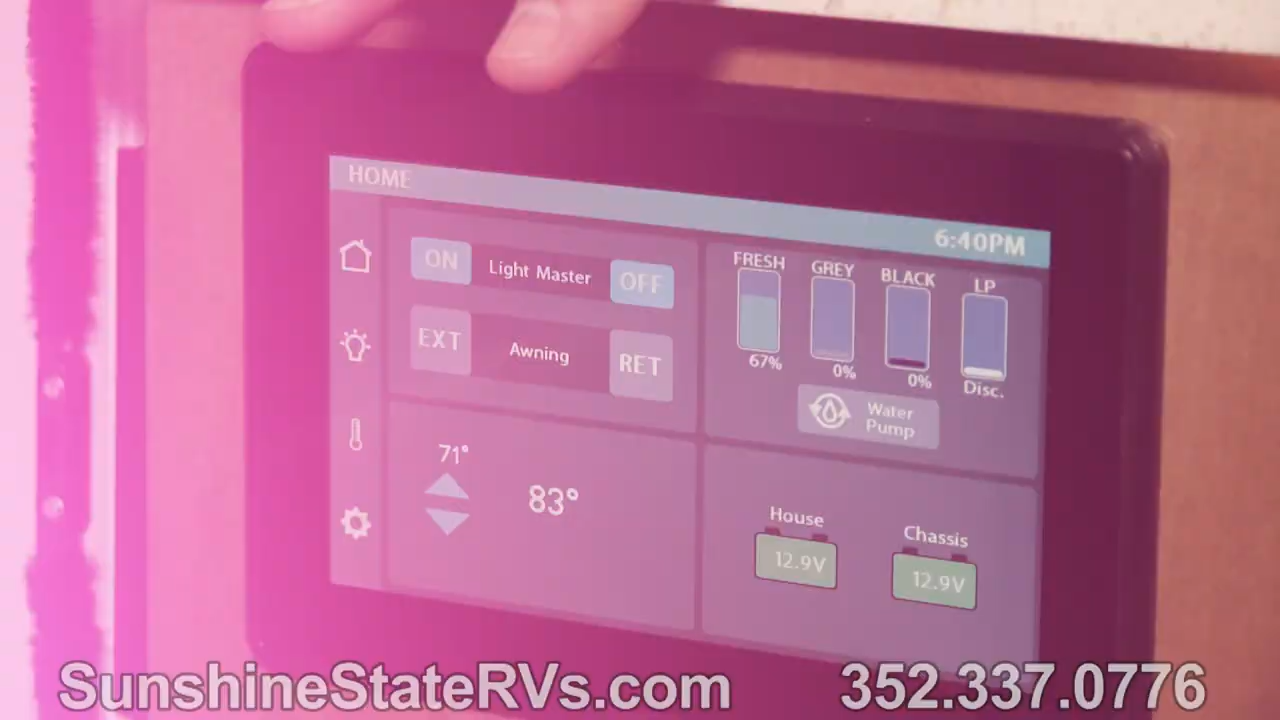 HOME
6:40PM
ON Light Master OFF
EXT Awning RET
FRESH GREY BLACK LP
67% 0% 0% Disc.
Water
Pump
71°
83°
House Chassis
12.9V 12.9V
SunshineStateRVs.com 352.337.0776